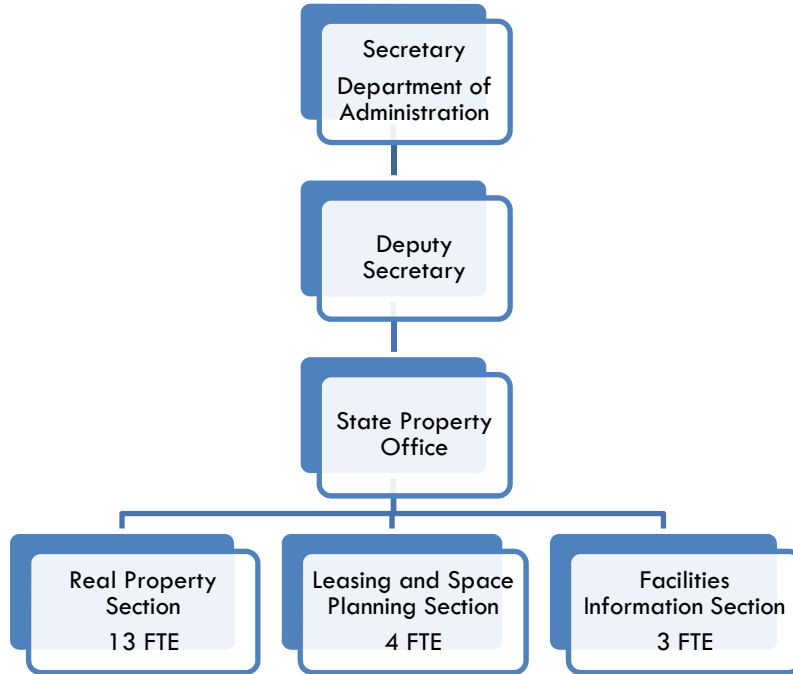 Secretary
Department of
Administration
Deputy
Secretary
State Property
Office
Real Property
Section
13 FTE
Leasing and Space
Planning Section
4 FTE
Facilities
Information Section
3 FTE